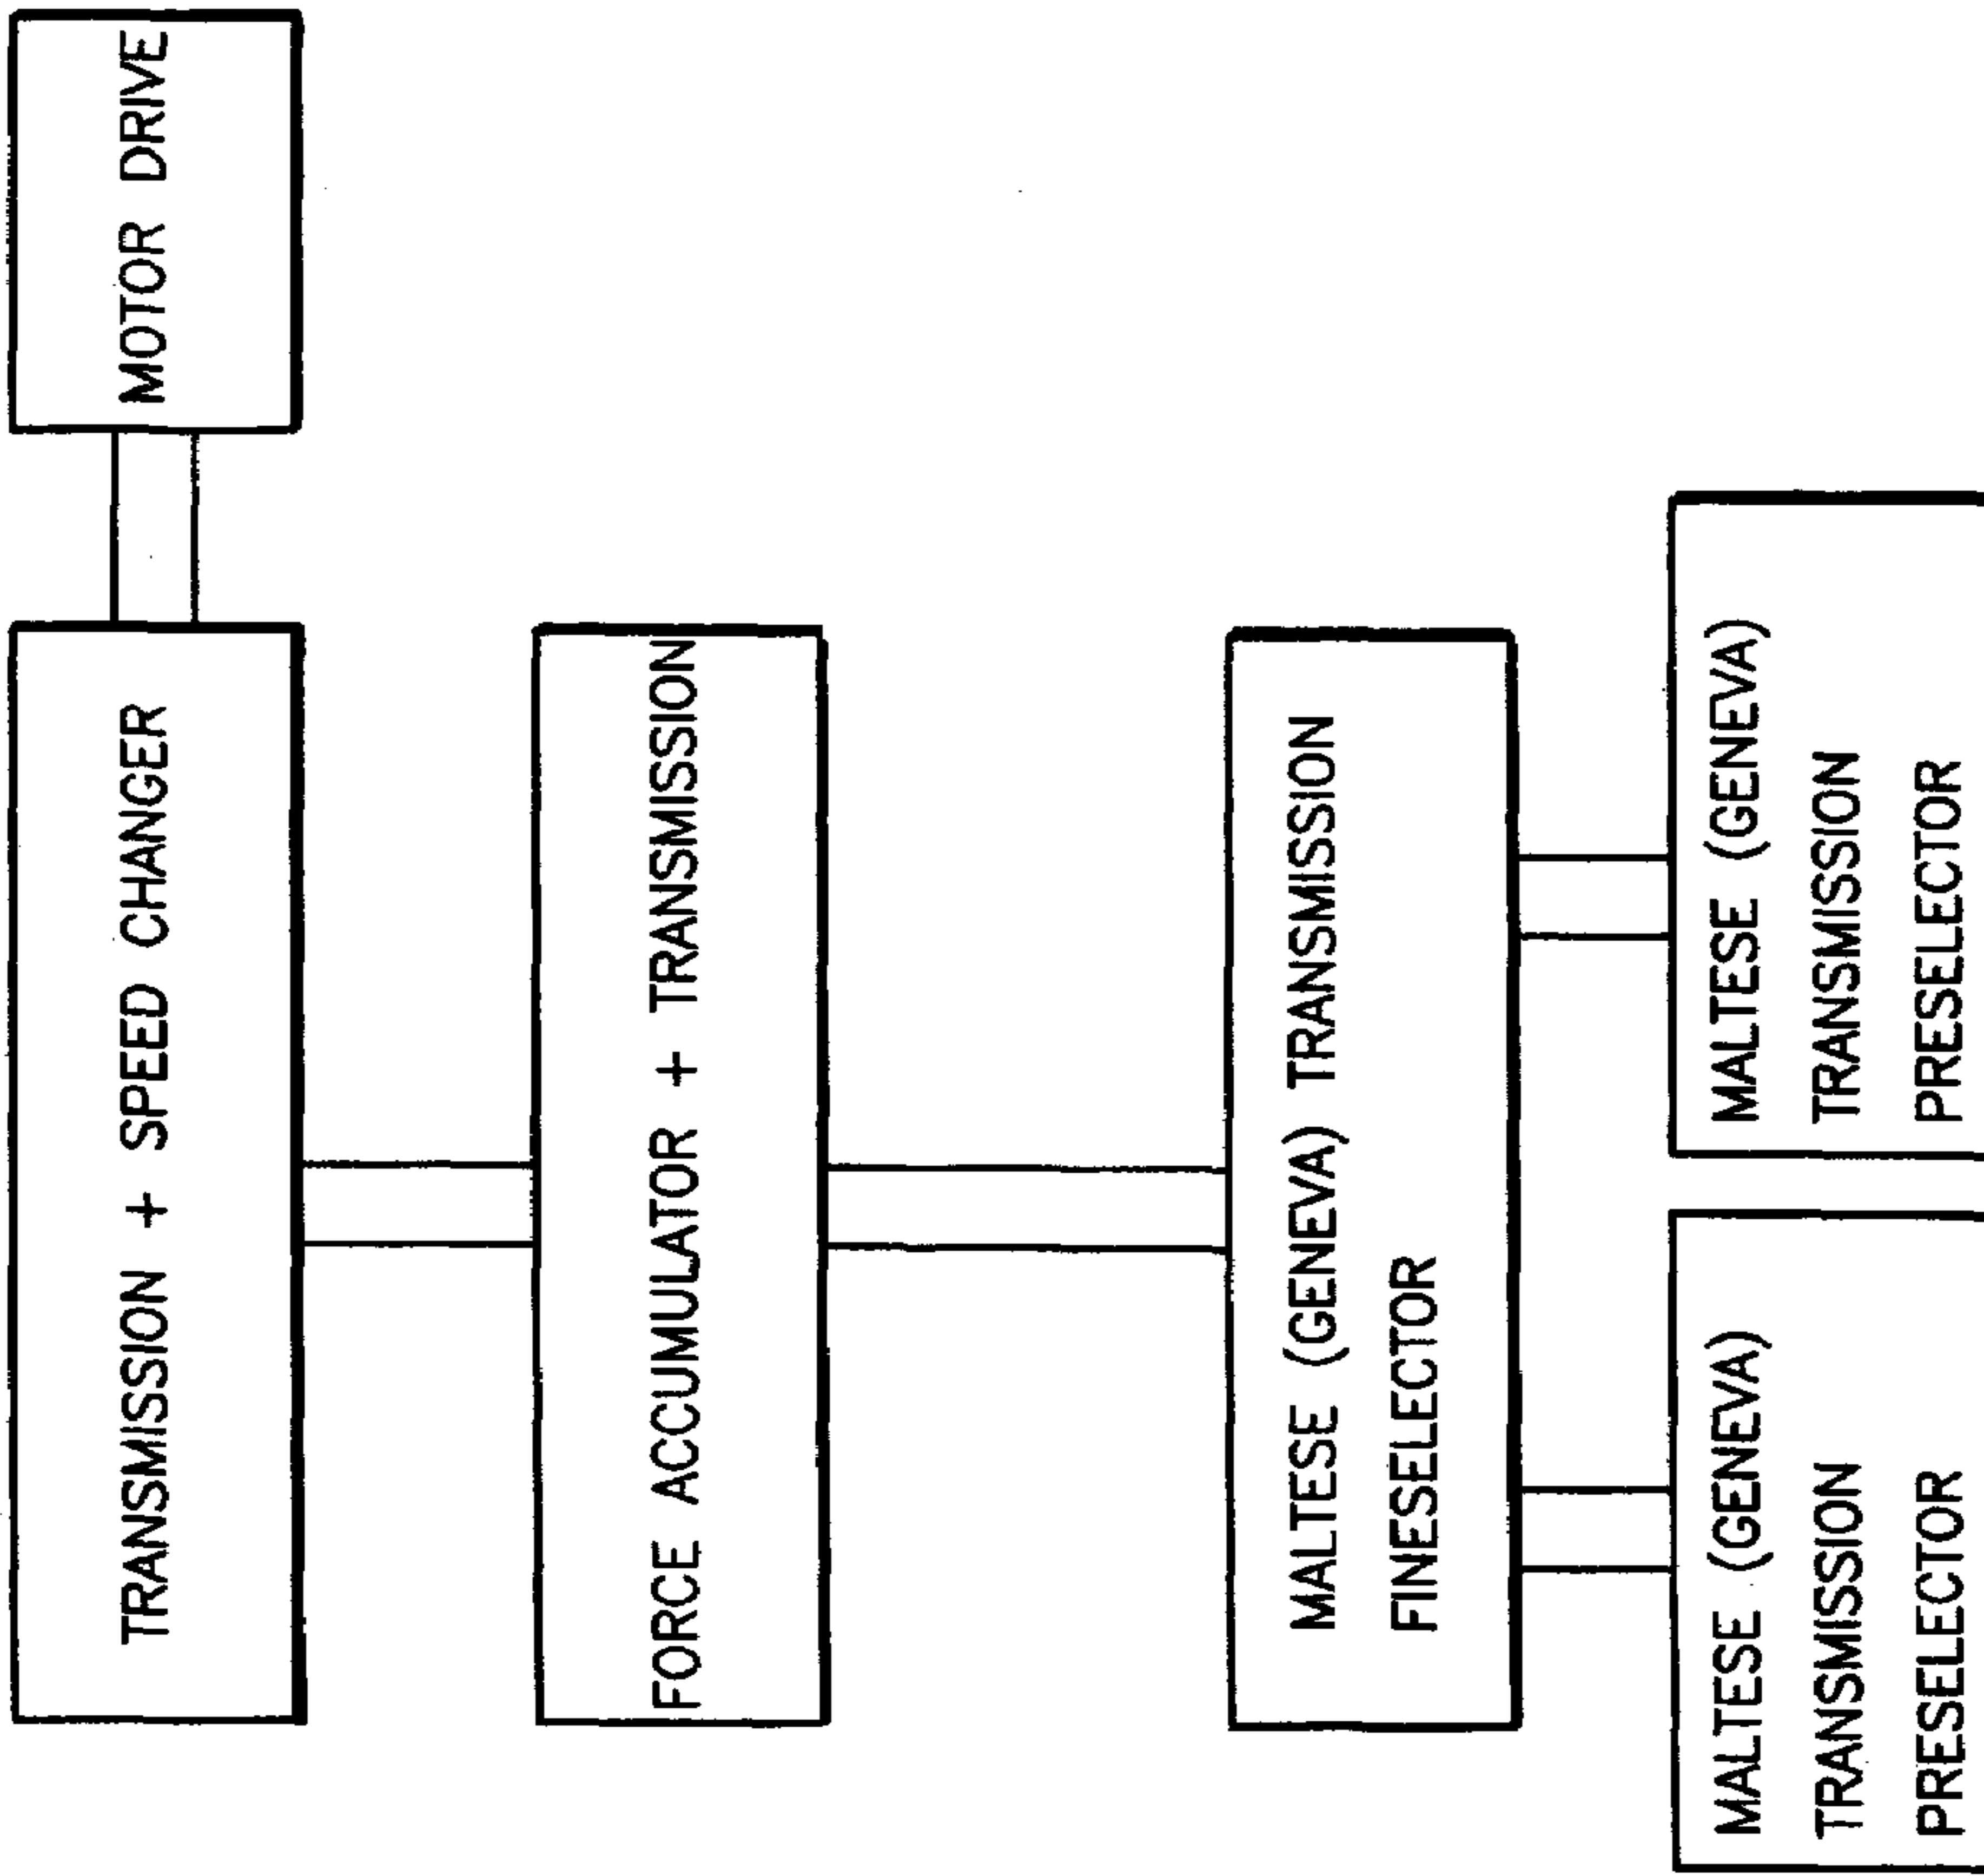 MOTOR DRIVE
TRANSMISSION + SPEED CHANGER
FORCE ACCUMULATOR + TRANSMISSION
MALTESE (GENEVA) TRANSMISSION
FINESELECTOR
MALTESE (GENEVA)
TRANSMISSION
PRESELECTOR
MALTESE (GENEVA)
TRANSMISSION
PRESELECTOR